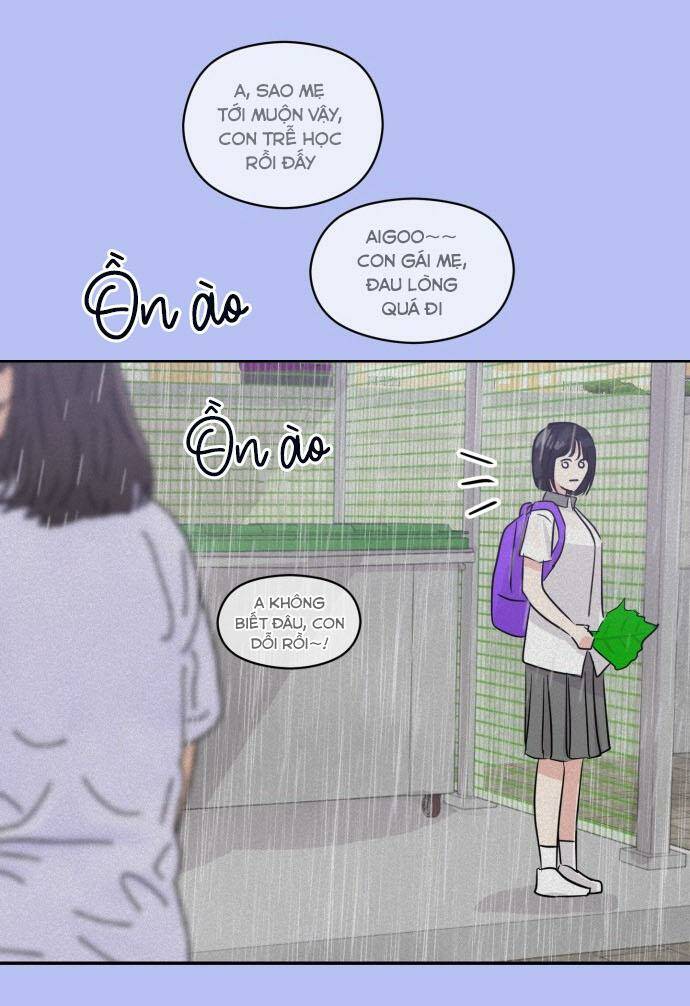 A, SAO MẸ
TỚI MUỘN VẬY,
CON TRỄ HỌC
RỒI ĐẤY
AIGOO~~
CON GÁI MẸ,
ĐAU LÒNG
QUÁ ĐI
Ồn ào
Ồn ào
A KHÔNG
BIẾT ĐÂU, CON
DỖI RỒI~!